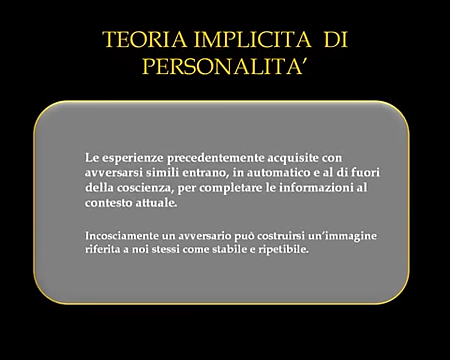 TEORIA IMPLICITA DI
PERSONALITA’
Le esperienze precedentemente acquisite con
avversarsi simili entrano, in automatico e al di fuori
della coscienza, per completare le informazioni al
contesto attuale.
Incosciamente un avversario può costruirsi un’immagine
riferita a noi stessi come stabile e ripetibile.